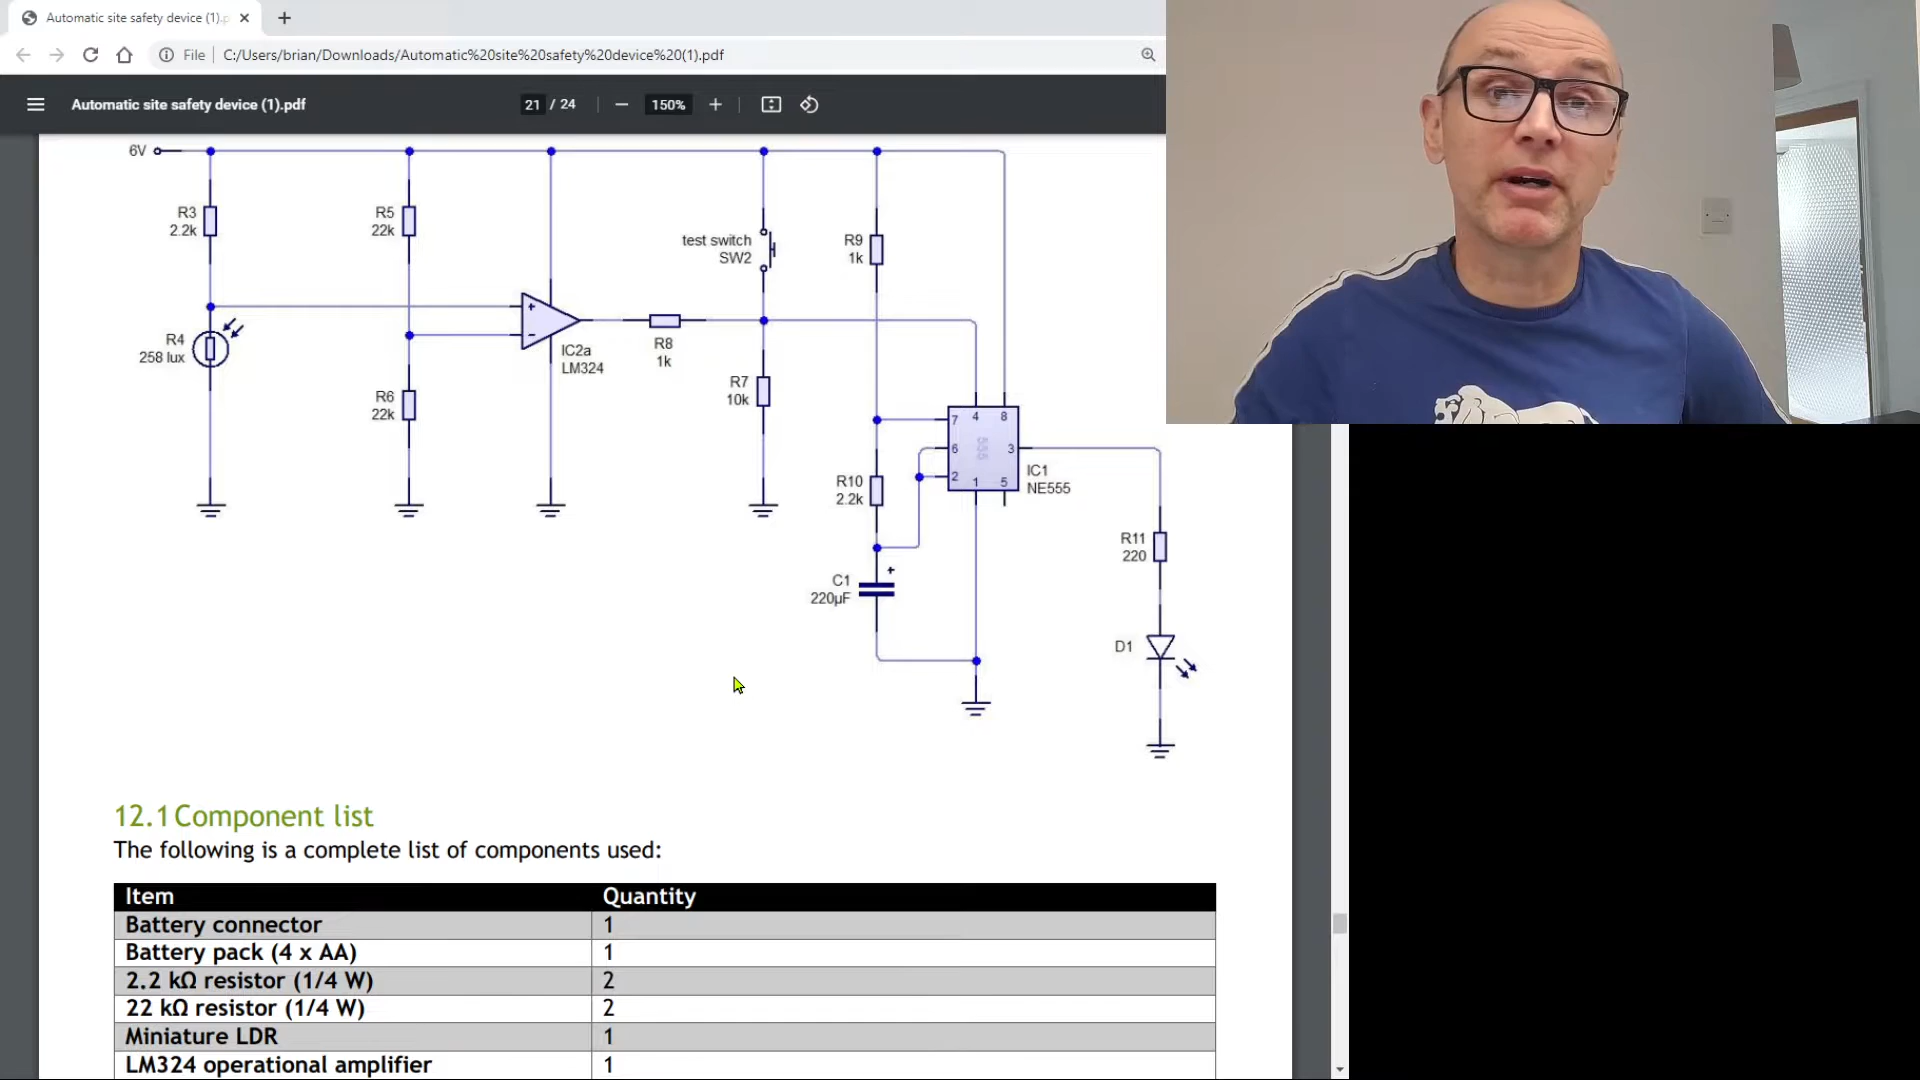 Automatic site safety device (1).p
File
C:/Users/brian/Downloads/Automatic%20site%20safety%20device%20(1).pdf
Automatic site safety device (1).pdf
21 / 24
150%
6V
R3
2.2k
R5
22k
test switch
SW2
R9
1k
R4
258 lux
+
-
IC2a
LM324
R8
1k
R7
10k
R6
22k
7 4 8
6 555 3
2 1 5
IC1
NE555
R10
2.2k
R11
220
C1
220µF
+
D1
12.1 Component list
The following is a complete list of components used:
Item Quantity
Battery connector 1
Battery pack (4 x AA) 1
2.2 kΩ resistor (1/4 W) 2
22 kΩ resistor (1/4 W) 2
Miniature LDR 1
LM324 operational amplifier 1